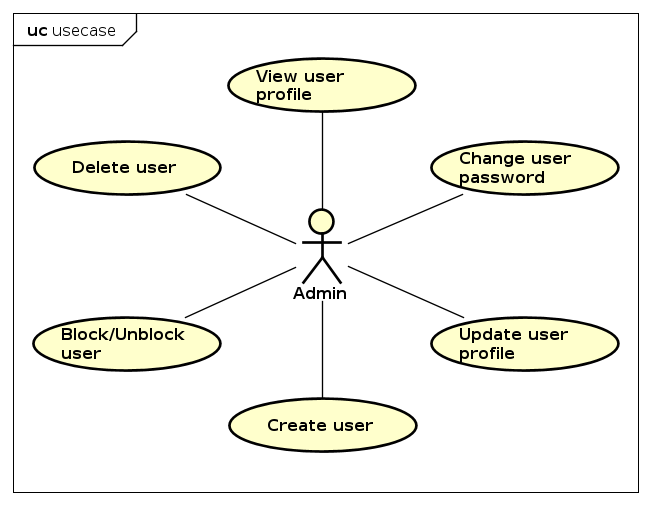 uc usecase
View user
profile
Delete user
Change user
password
Admin
Block/Unblock
user
Update user
profile
Create user